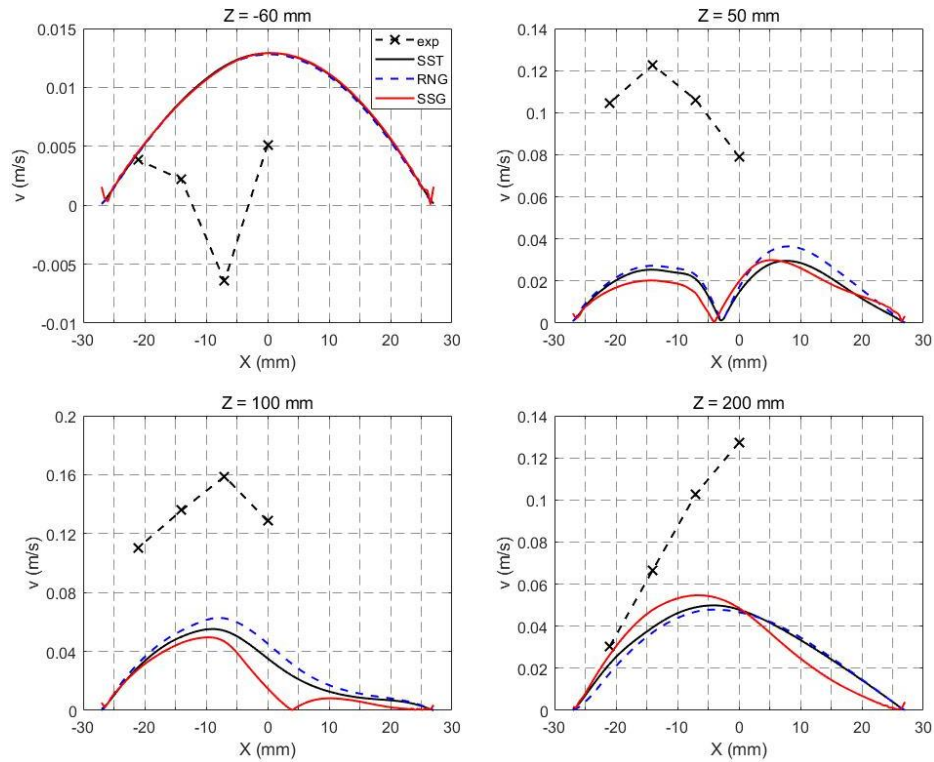 Z = -60 mm
0.015
0.01
0.005
0
-0.005
-0.01
v (m/s)
exp
SST
RNG
SSG
-30 -20 -10 0 10 20 30
X (mm)
Z = 50 mm
0.14
0.12
0.1
0.08
0.06
0.04
0.02
0
v (m/s)
-30 -20 -10 0 10 20 30
X (mm)
Z = 100 mm
0.2
0.16
0.12
0.08
0.04
0
v (m/s)
-30 -20 -10 0 10 20 30
X (mm)
Z = 200 mm
0.14
0.12
0.1
0.08
0.06
0.04
0.02
0
v (m/s)
-30 -20 -10 0 10 20 30
X (mm)